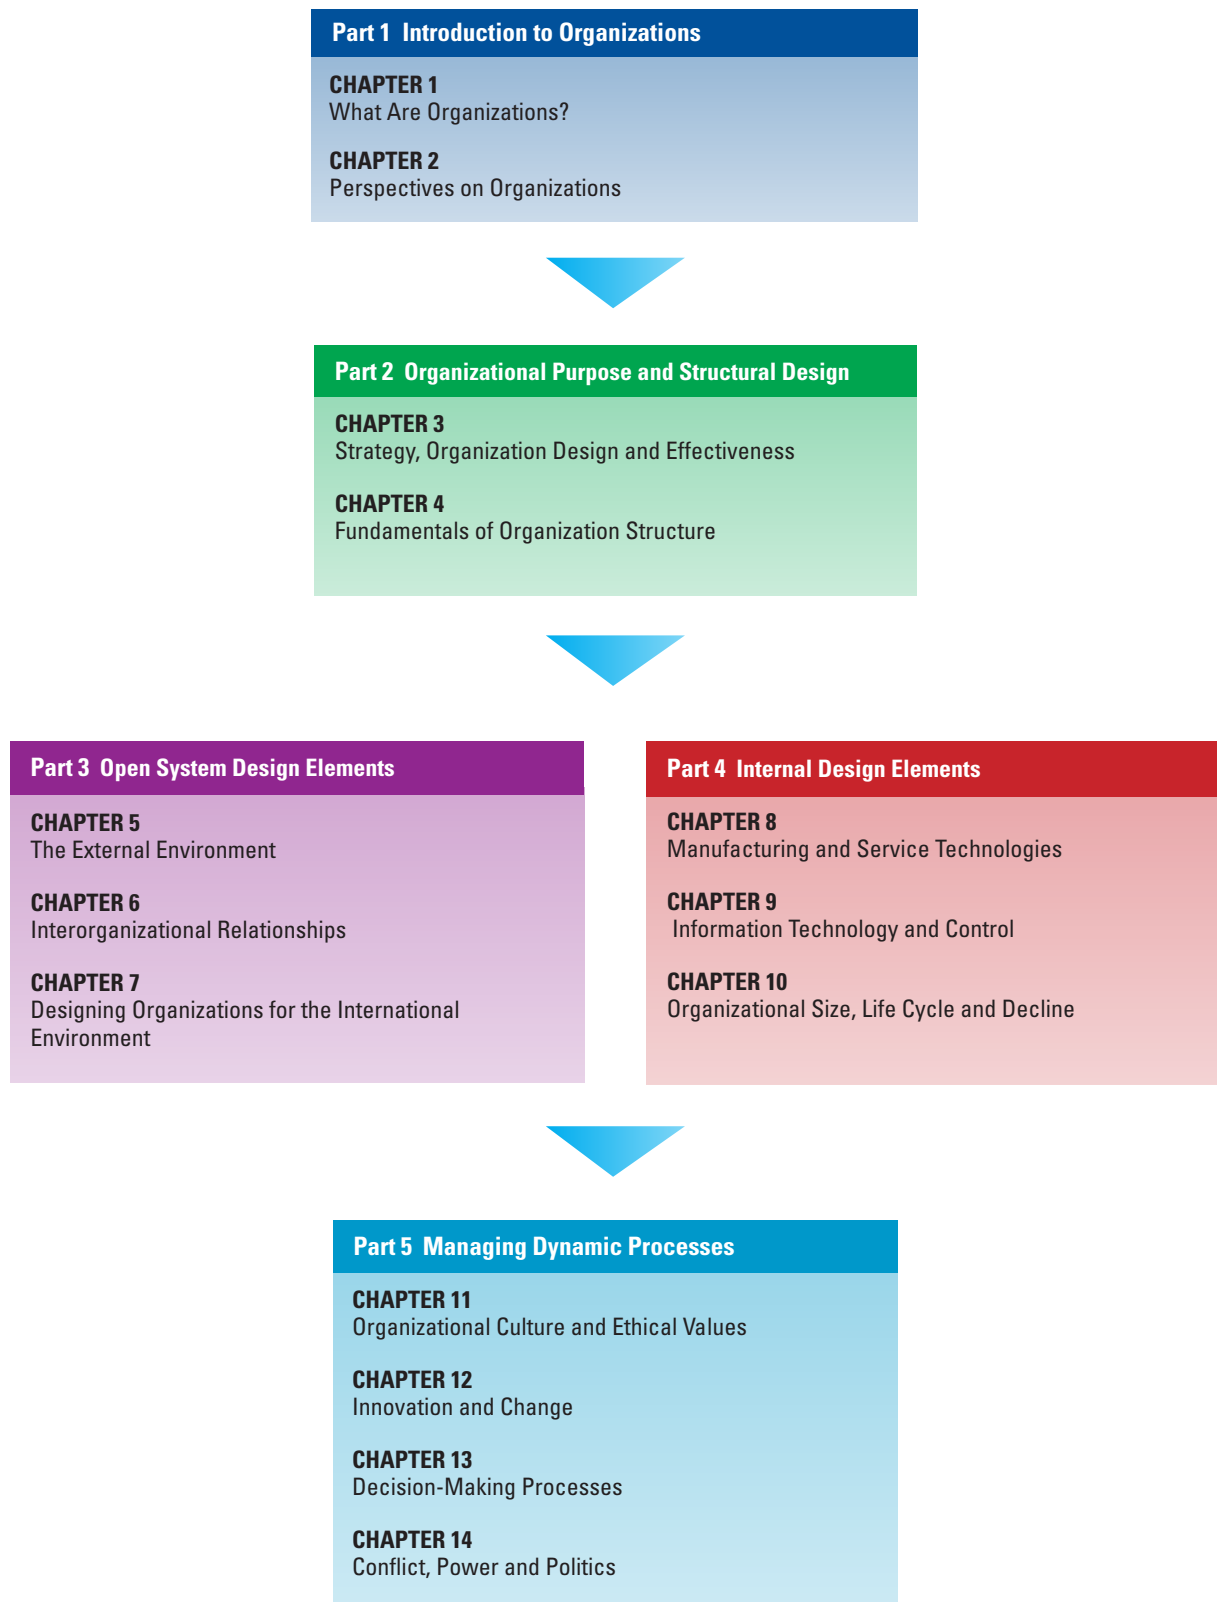 Part 1 Introduction to Organizations
CHAPTER 1
What Are Organizations?
CHAPTER 2
Perspectives on Organizations
Part 2 Organizational Purpose and Structural Design
CHAPTER 3
Strategy, Organization Design and Effectiveness
CHAPTER 4
Fundamentals of Organization Structure
Part 3 Open System Design Elements
CHAPTER 5
The External Environment
CHAPTER 6
Interorganizational Relationships
CHAPTER 7
Designing Organizations for the International
Environment
Part 4 Internal Design Elements
CHAPTER 8
Manufacturing and Service Technologies
CHAPTER 9
Information Technology and Control
CHAPTER 10
Organizational Size, Life Cycle and Decline
Part 5 Managing Dynamic Processes
CHAPTER 11
Organizational Culture and Ethical Values
CHAPTER 12
Innovation and Change
CHAPTER 13
Decision-Making Processes
CHAPTER 14
Conflict, Power and Politics